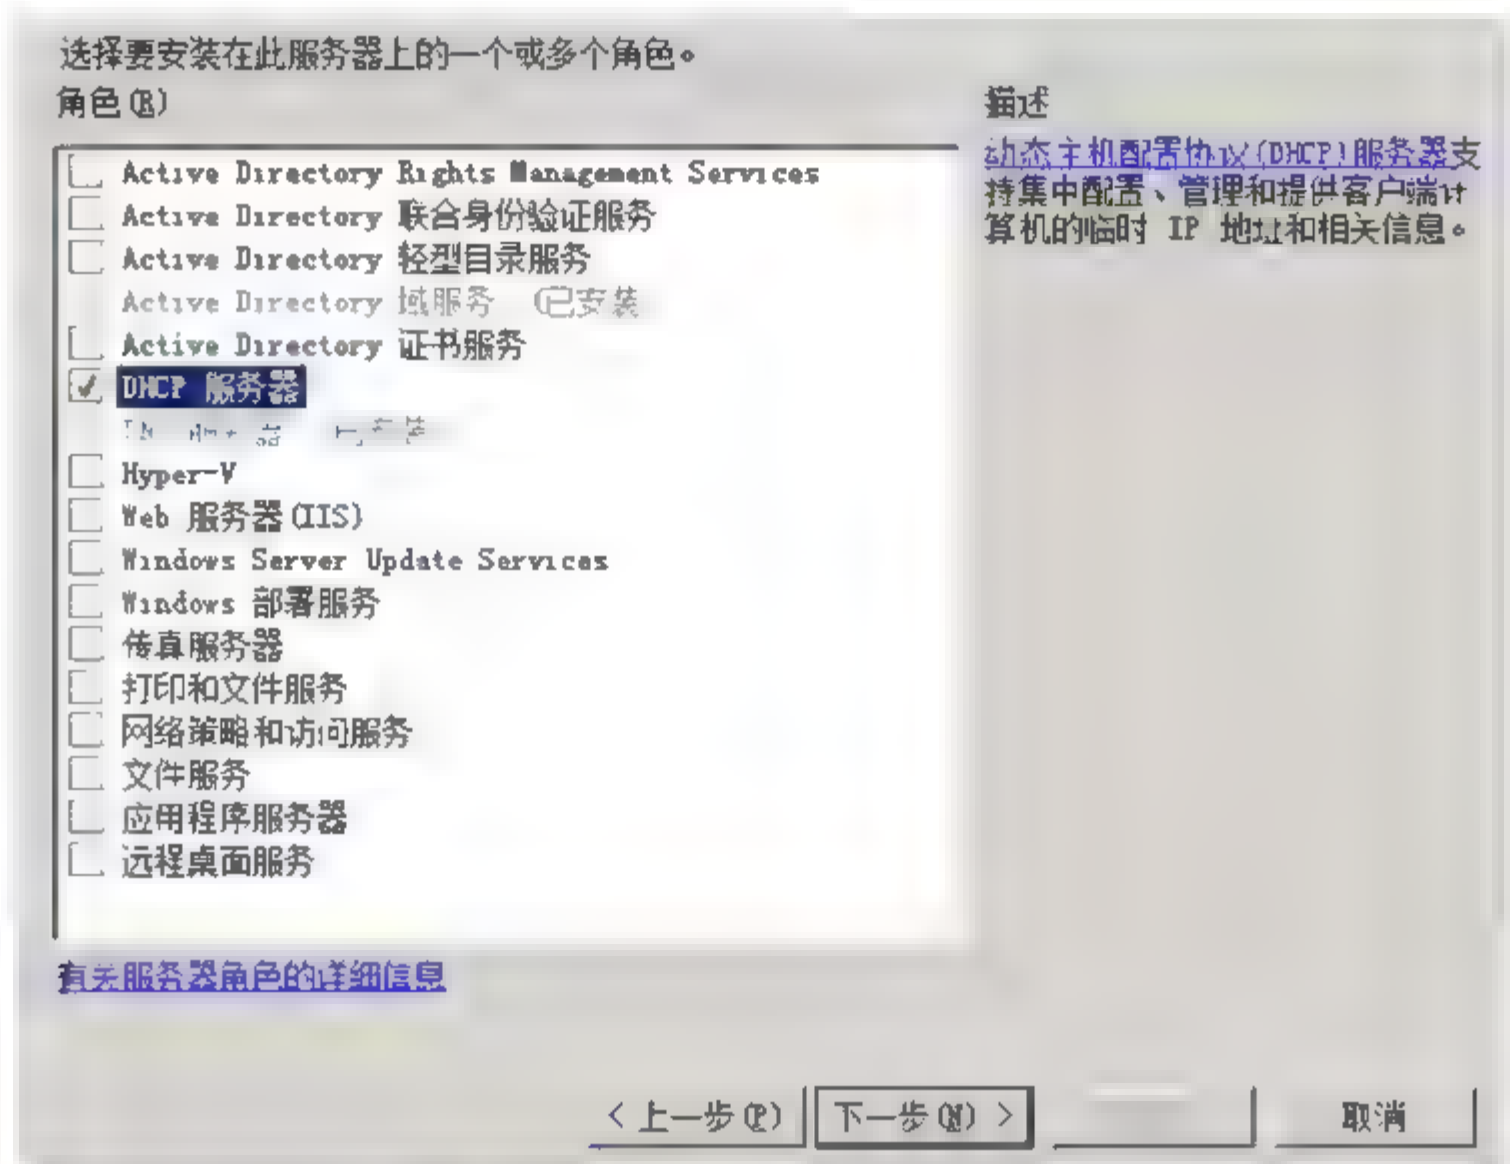 选择要安装在此服务器上的一个或多个角色。
角色(R)
Active Directory Rights Management Services
Active Directory 联合身份验证服务
Active Directory 轻型目录服务
Active Directory 域服务 (已安装
Active Directory 证书服务
DHCP 服务器
Hyper-V
Web 服务器(IIS)
Windows Server Update Services
Windows 部署服务
传真服务器
打印和文件服务
网络策略和访问服务
文件服务
应用程序服务器
远程桌面服务
有关服务器角色的详细信息
描述
动态主机配置协议(DHCP)服务器支
持集中配置、管理和提供客户端计
算机的临时 IP 地址和相关信息。
< 上一步(P)
下一步(N) >
取消